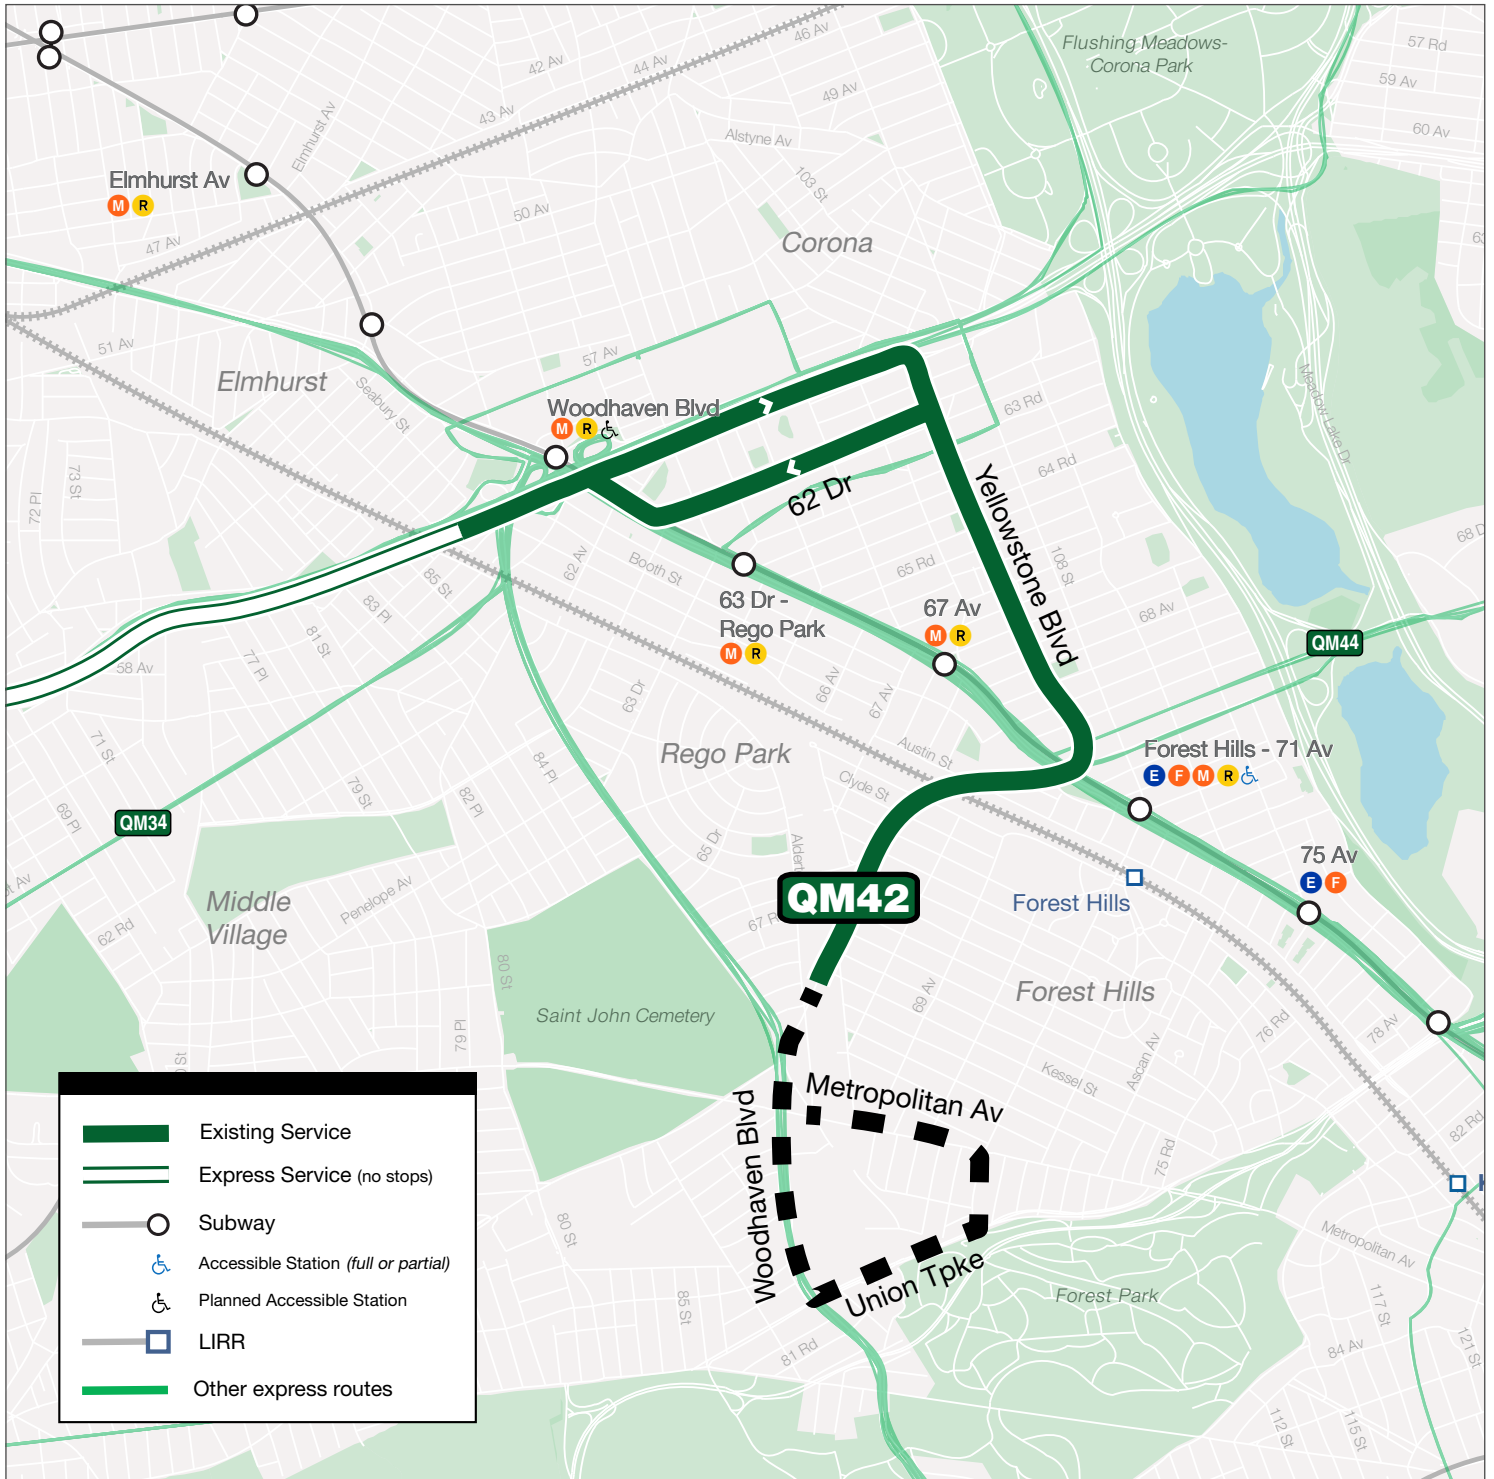 Flushing Meadows-
Corona Park
46 Av
57 Rd
42 Av
44 Av
59 Av
49 Av
43 Av
Elmhurst Av
Alstyne Av
60 Av
Elmhurst Av
M R
103 St
50 Av
47 Av
Corona
51 Av
57 Av
Elmhurst
Seabury St
Woodhaven Blvd
M R
63 Rd
Meadow Lake Dr
64 Rd
73 St
72 Pl
62 Dr
Yellowstone Blvd
68 D
62 Av
Booth St
65 Rd
108 St
85 St
83 Pl
63 Dr -
Rego Park
M R
67 Av
M R
68 Av
81 St
77 Pl
58 Av
QM44
63 Dr
66 Av
67 Av
71 St
Rego Park
Austin St
Forest Hills - 71 Av
E F M R
84 Pl
Clyde St
79 St
82 Pl
69 Pl
QM34
65 Dr
Aldert
75 Av
E F
Av
Middle
Village
Penelope Av
QM42
Forest Hills
62 Rd
67 R
80 St
69 Av
Forest Hills
Saint John Cemetery
76 Rd
78 Av
79 Pl
Ascan Av
Kessel St
Metropolitan Av
82 Rd
Woodhaven Blvd
75 Rd
Existing Service
Express Service (no stops)
Subway
Accessible Station (full or partial)
Planned Accessible Station
LIRR
Other express routes
80 St
Metropolitan Av
Union Tpke
85 St
Forest Park
117 St
81 Rd
84 Av
121 St
112 St
115 St